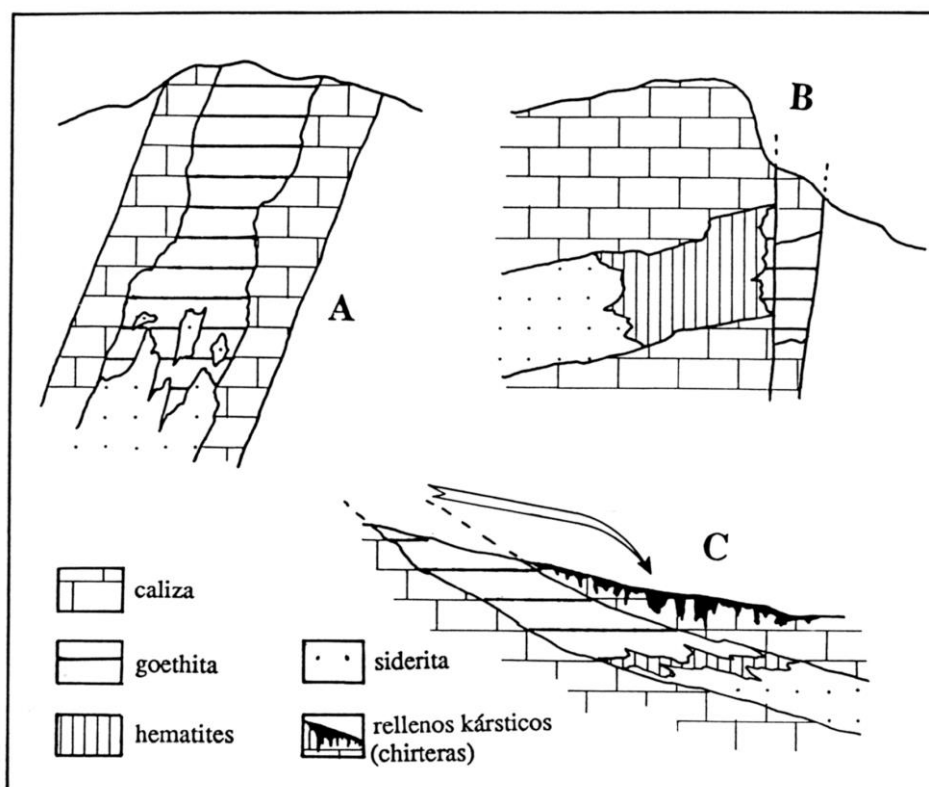 A
B
C
caliza
goethita
hematites
siderita
rellenos kársticos
(chirteras)